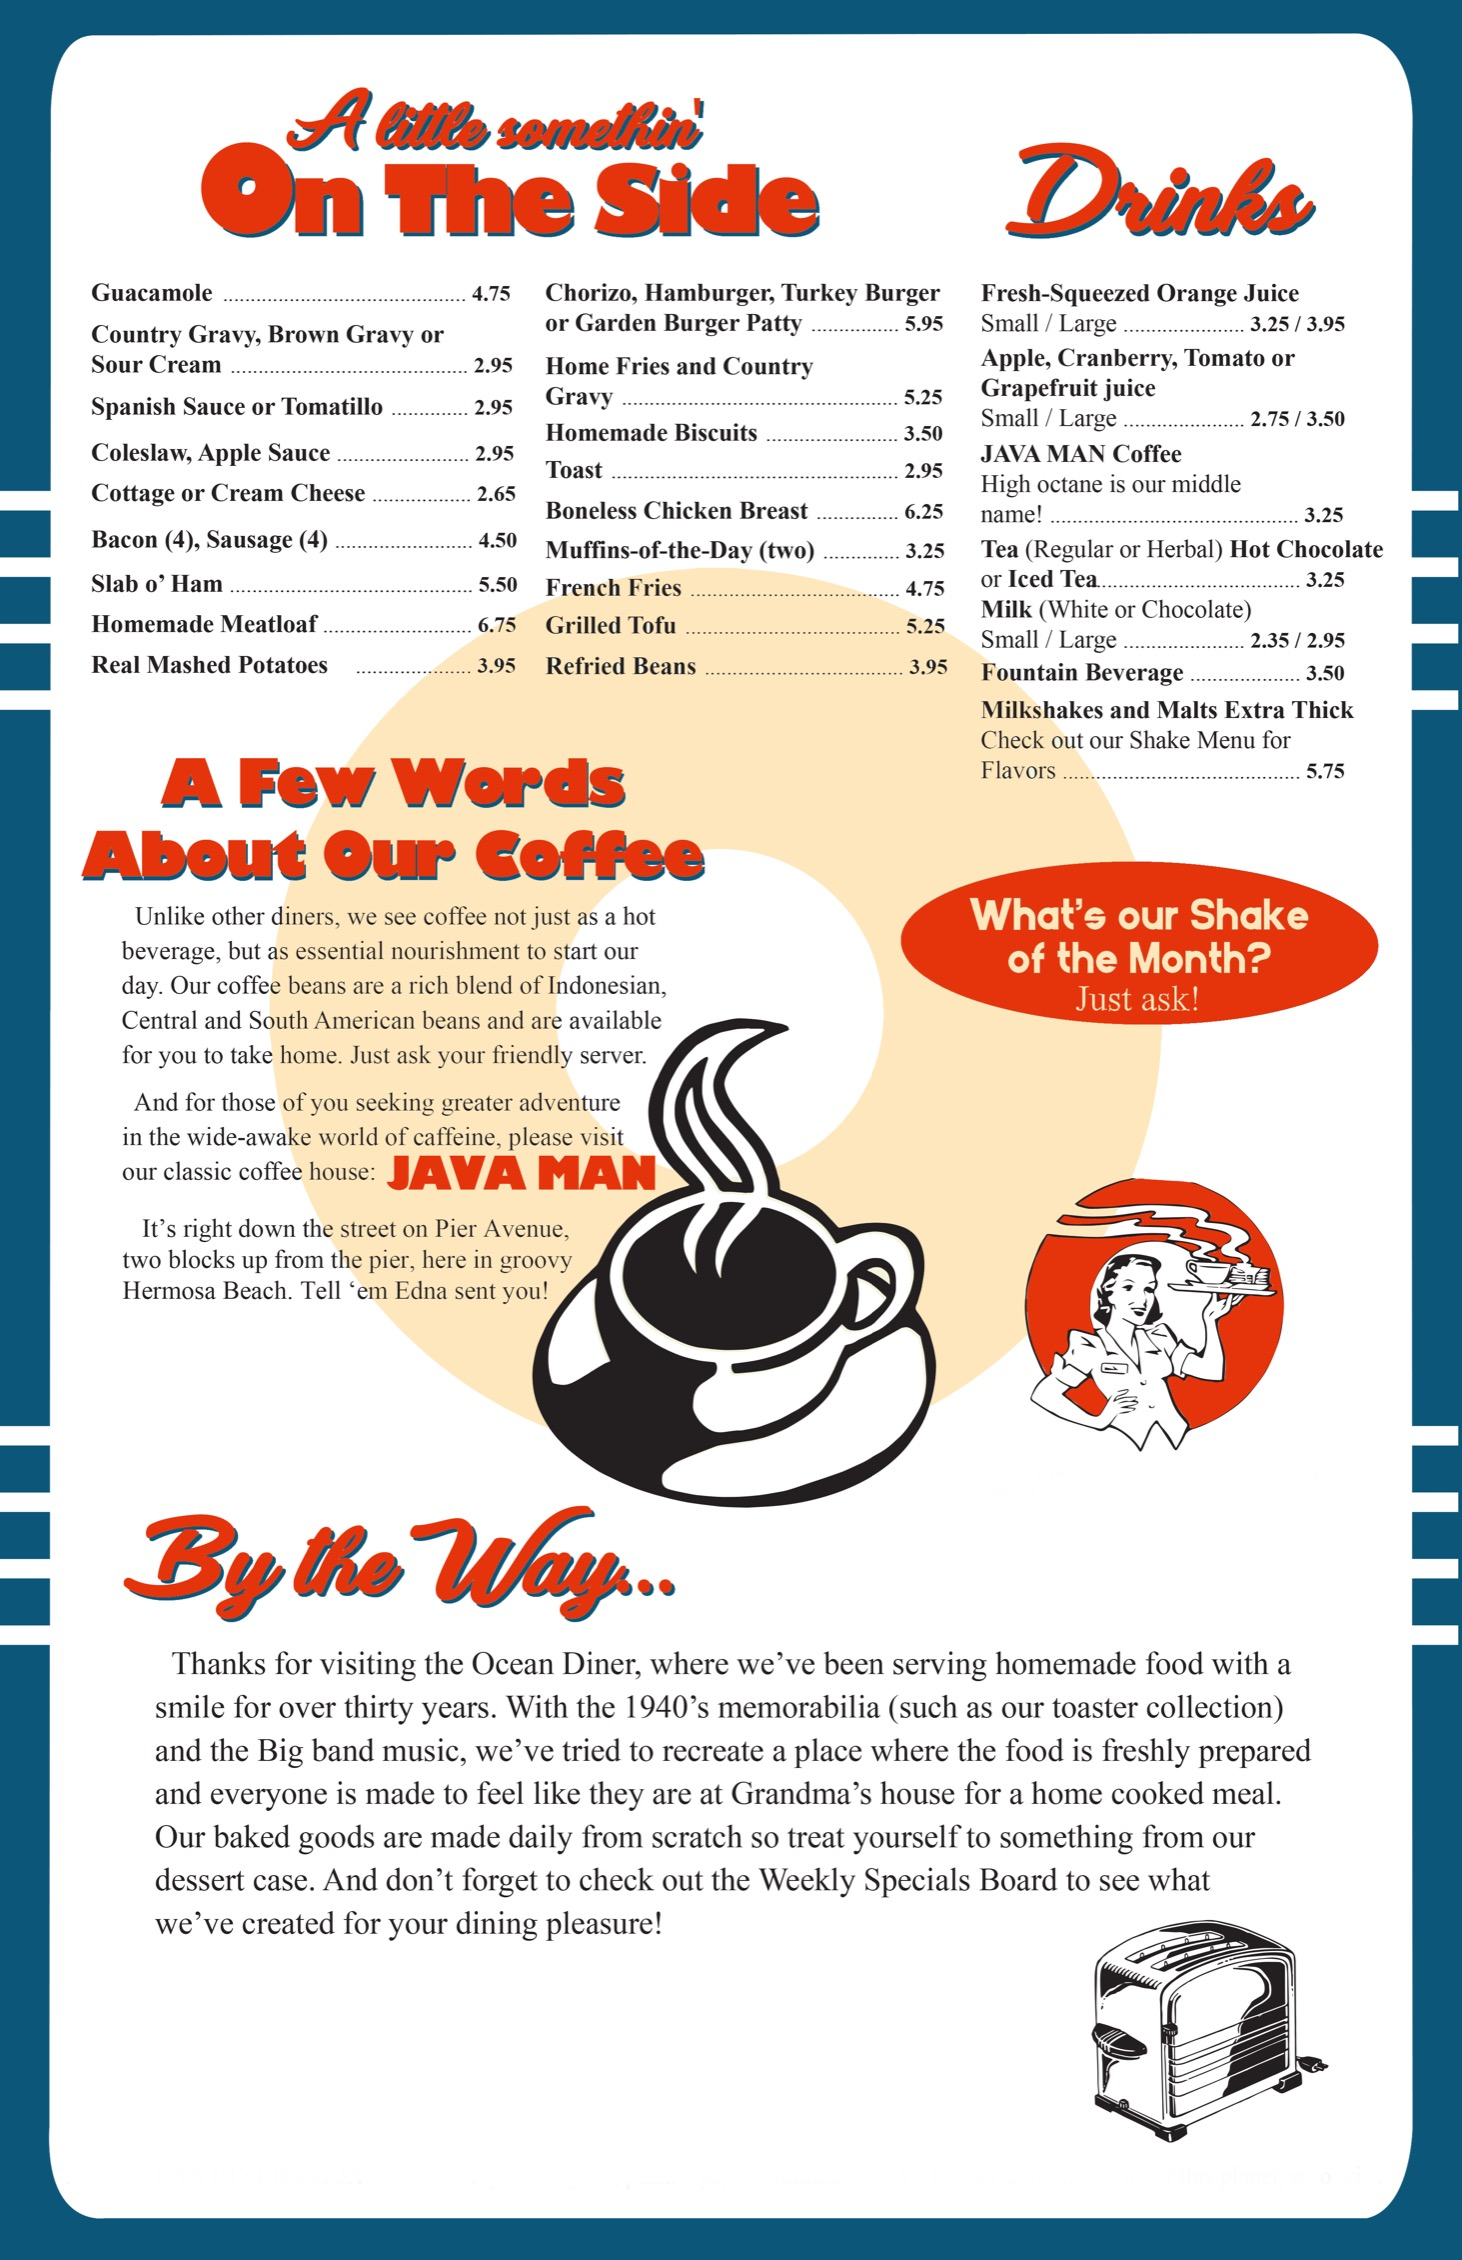 A little somethin'
On The Side
Guacamole ............................................ 4.75
Country Gravy, Brown Gravy or
Sour Cream ........................................... 2.95
Spanish Sauce or Tomatillo .............. 2.95
Coleslaw, Apple Sauce ........................ 2.95
Cottage or Cream Cheese .................. 2.65
Bacon (4), Sausage (4) ......................... 4.50
Slab o' Ham ............................................ 5.50
Homemade Meatloaf ........................... 6.75
Real Mashed Potatoes ..................... 3.95
Chorizo, Hamburger, Turkey Burger
or Garden Burger Patty ................ 5.95
Home Fries and Country
Gravy .................................................. 5.25
Homemade Biscuits ........................ 3.50
Toast .................................................... 2.95
Boneless Chicken Breast ............... 6.25
Muffins-of-the-Day (two) .............. 3.25
French Fries ...................................... 4.75
Grilled Tofu ....................................... 5.25
Refried Beans .................................... 3.95
Drinks
Fresh-Squeezed Orange Juice
Small / Large ...................... 3.25 / 3.95
Apple, Cranberry, Tomato or
Grapefruit juice
Small / Large ...................... 2.75 / 3.50
JAVA MAN Coffee
High octane is our middle
name! ............................................. 3.25
Tea (Regular or Herbal) Hot Chocolate
or Iced Tea..................................... 3.25
Milk (White or Chocolate)
Small / Large ...................... 2.35 / 2.95
Fountain Beverage .................... 3.50
Milkshakes and Malts Extra Thick
Check out our Shake Menu for
Flavors ........................................... 5.75
A Few Words
About Our Coffee
Unlike other diners, we see coffee not just as a hot
beverage, but as essential nourishment to start our
day. Our coffee beans are a rich blend of Indonesian,
Central and South American beans and are available
for you to take home. Just ask your friendly server.
And for those of you seeking greater adventure
in the wide-awake world of caffeine, please visit
our classic coffee house: JAVA MAN
It's right down the street on Pier Avenue,
two blocks up from the pier, here in groovy
Hermosa Beach. Tell ‘em Edna sent you!
What's our Shake
of the Month?
Just ask!
By the Way...
Thanks for visiting the Ocean Diner, where we've been serving homemade food with a
smile for over thirty years. With the 1940's memorabilia (such as our toaster collection)
and the Big band music, we've tried to recreate a place where the food is freshly prepared
and everyone is made to feel like they are at Grandma's house for a home cooked meal.
Our baked goods are made daily from scratch so treat yourself to something from our
dessert case. And don't forget to check out the Weekly Specials Board to see what
we've created for your dining pleasure!